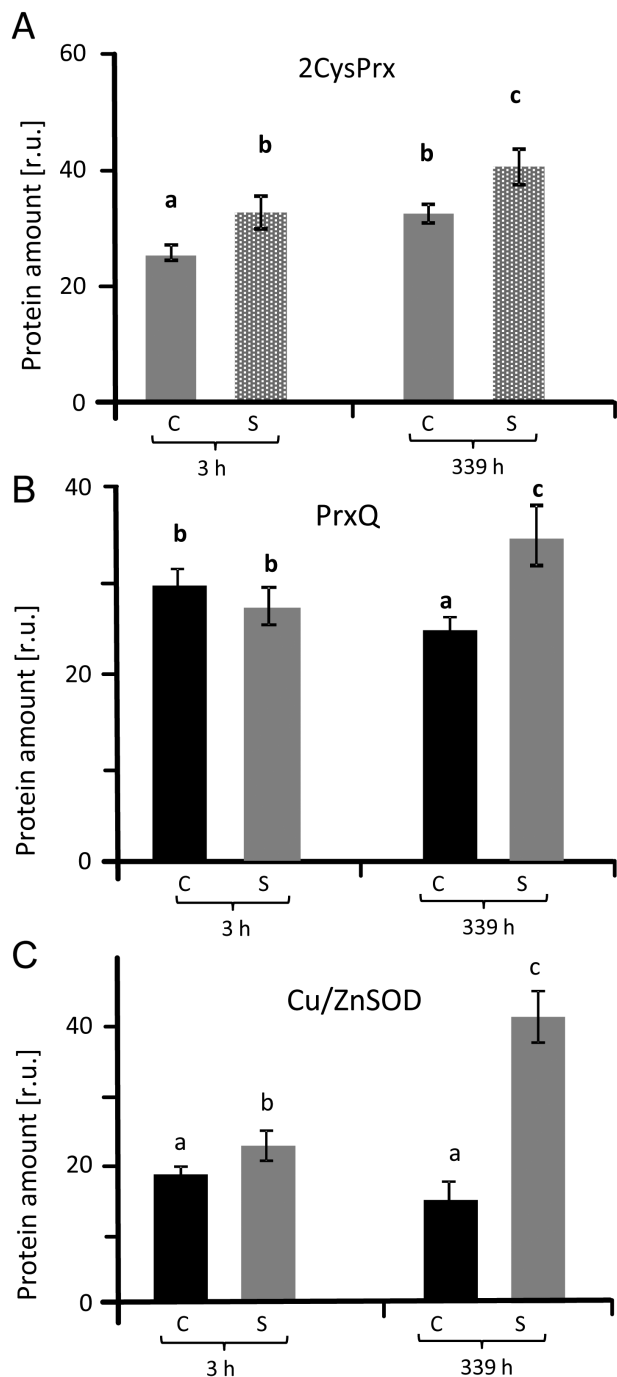 A
2CysPrx
Protein amount [r.u.]
60
40
20
0
a
b
b
c
C S C S
3 h 339 h
B
PrxQ
Protein amount [r.u.]
40
20
0
b
b
a
c
C S C S
3 h 339 h
C
Cu/ZnSOD
Protein amount [r.u.]
40
20
0
a
b
a
c
C S C S
3 h 339 h